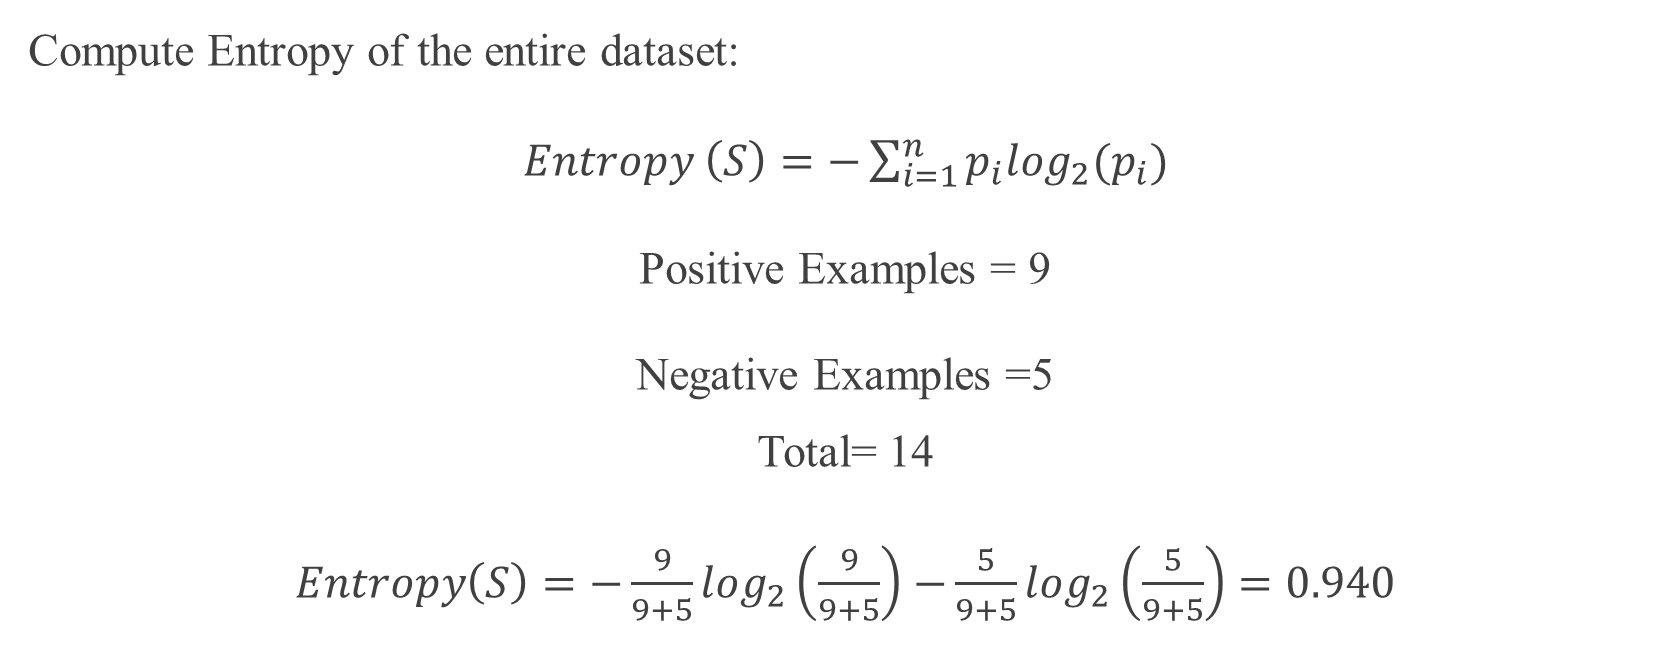 Compute Entropy of the entire dataset:
Entropy (S) = − ∑ⁿᵢ₌₁ pᵢlog₂(pᵢ)
Positive Examples = 9
Negative Examples =5
Total= 14
Entropy(S) = − 9/(9+5) log₂ (9/(9+5)) − 5/(9+5) log₂ (5/(9+5)) = 0.940